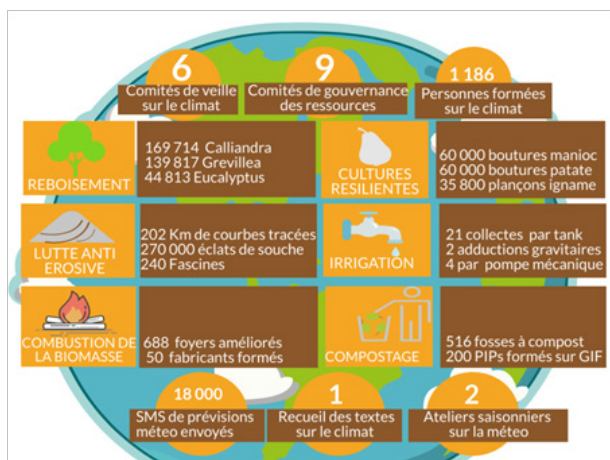 6
Comités de veille
sur le climat
9
Comités de gouvernance
des ressources
1 186
Personnes formées
sur le climat
REBOISEMENT
169 714 Calliandra
139 817 Grevillea
44 813 Eucalyptus
CULTURES
RESILIENTES
60 000 boutures manioc
60 000 boutures patate
35 800 plançons igname
LUTTE ANTI
EROSIVE
202 Km de courbes tracées
270 000 éclats de souche
240 Fascines
IRRIGATION
21 collectes par tank
2 adductions gravitaires
4 par pompe mécanique
COMBUSTION DE
LA BIOMASSE
688 foyers améliorés
50 fabricants formés
COMPOSTAGE
516 fosses à compost
200 PIPs formés sur GIF
18 000
SMS de prévisions
méteo envoyés
1
Recueil des textes
sur le climat
2
Ateliers saisonniers
sur la méteo